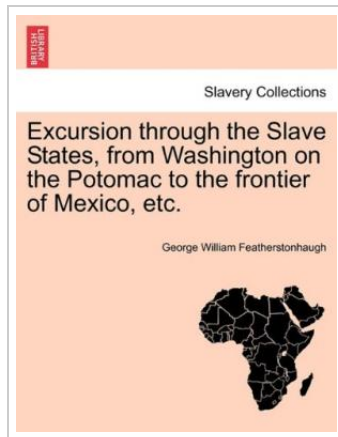 BRITISH
LIBRARY
Slavery Collections
Excursion through the Slave
States, from Washington on
the Potomac to the frontier
of Mexico, etc.
George William Featherstonhaugh